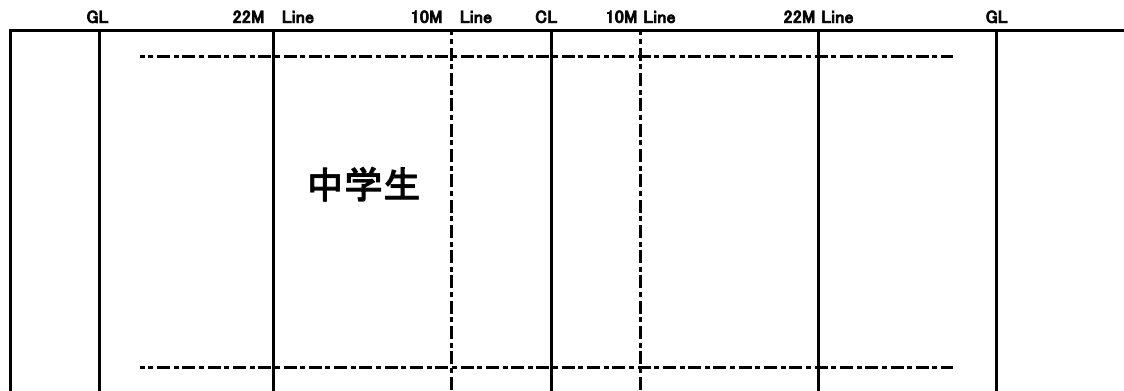 GL 22M Line 10M Line CL 10M Line 22M Line GL
中学生